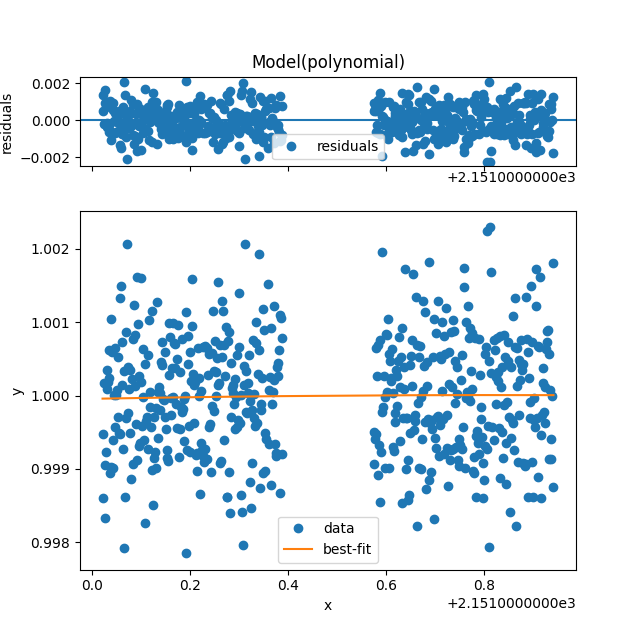 Model(polynomial)
0.002
0.000
−0.002
residuals
residuals
+2.1510000000e3
1.002
1.001
1.000
0.999
0.998
y
data
best-fit
0.0 0.2 0.4 0.6 0.8
x
+2.1510000000e3